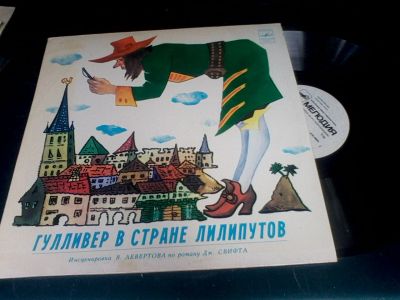 МЕЛОДИЯ
ГУЛЛИВЕР В СТРАНЕ ЛИЛИПУТОВ
Инсценировка В. ЛЕВЕРТОВА по роману Дж. СВИФТА